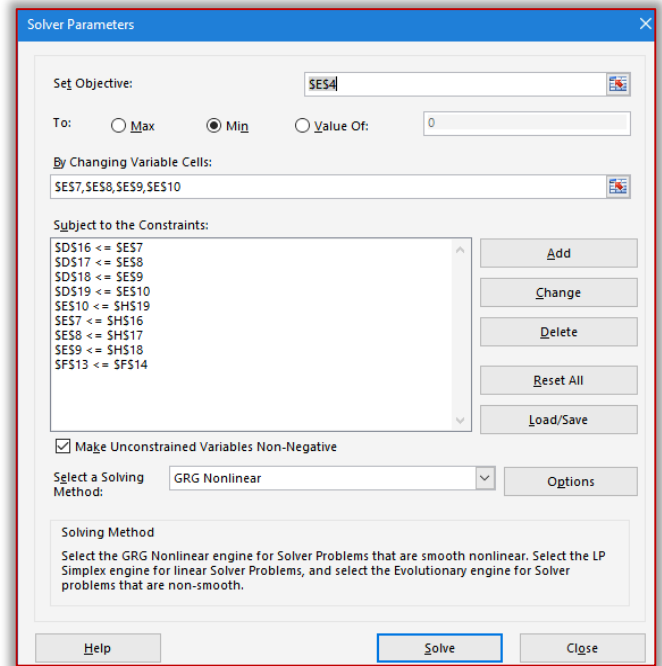 Solver Parameters
Set Objective: $E$4
To: Max Min Value Of: 0
By Changing Variable Cells:
$E$7,$E$8,$E$9,$E$10
Subject to the Constraints:
$D$16 <= $E$7
$D$17 <= $E$8
$D$18 <= $E$9
$D$19 <= $E$10
$E$10 <= $H$19
$E$7 <= $H$16
$E$8 <= $H$17
$E$9 <= $H$18
$F$13 <= $F$14
Add
Change
Delete
Reset All
Load/Save
Make Unconstrained Variables Non-Negative
Select a Solving
Method:
GRG Nonlinear
Options
Solving Method
Select the GRG Nonlinear engine for Solver Problems that are smooth nonlinear. Select the LP
Simplex engine for linear Solver Problems, and select the Evolutionary engine for Solver
problems that are non-smooth.
Help
Solve
Close